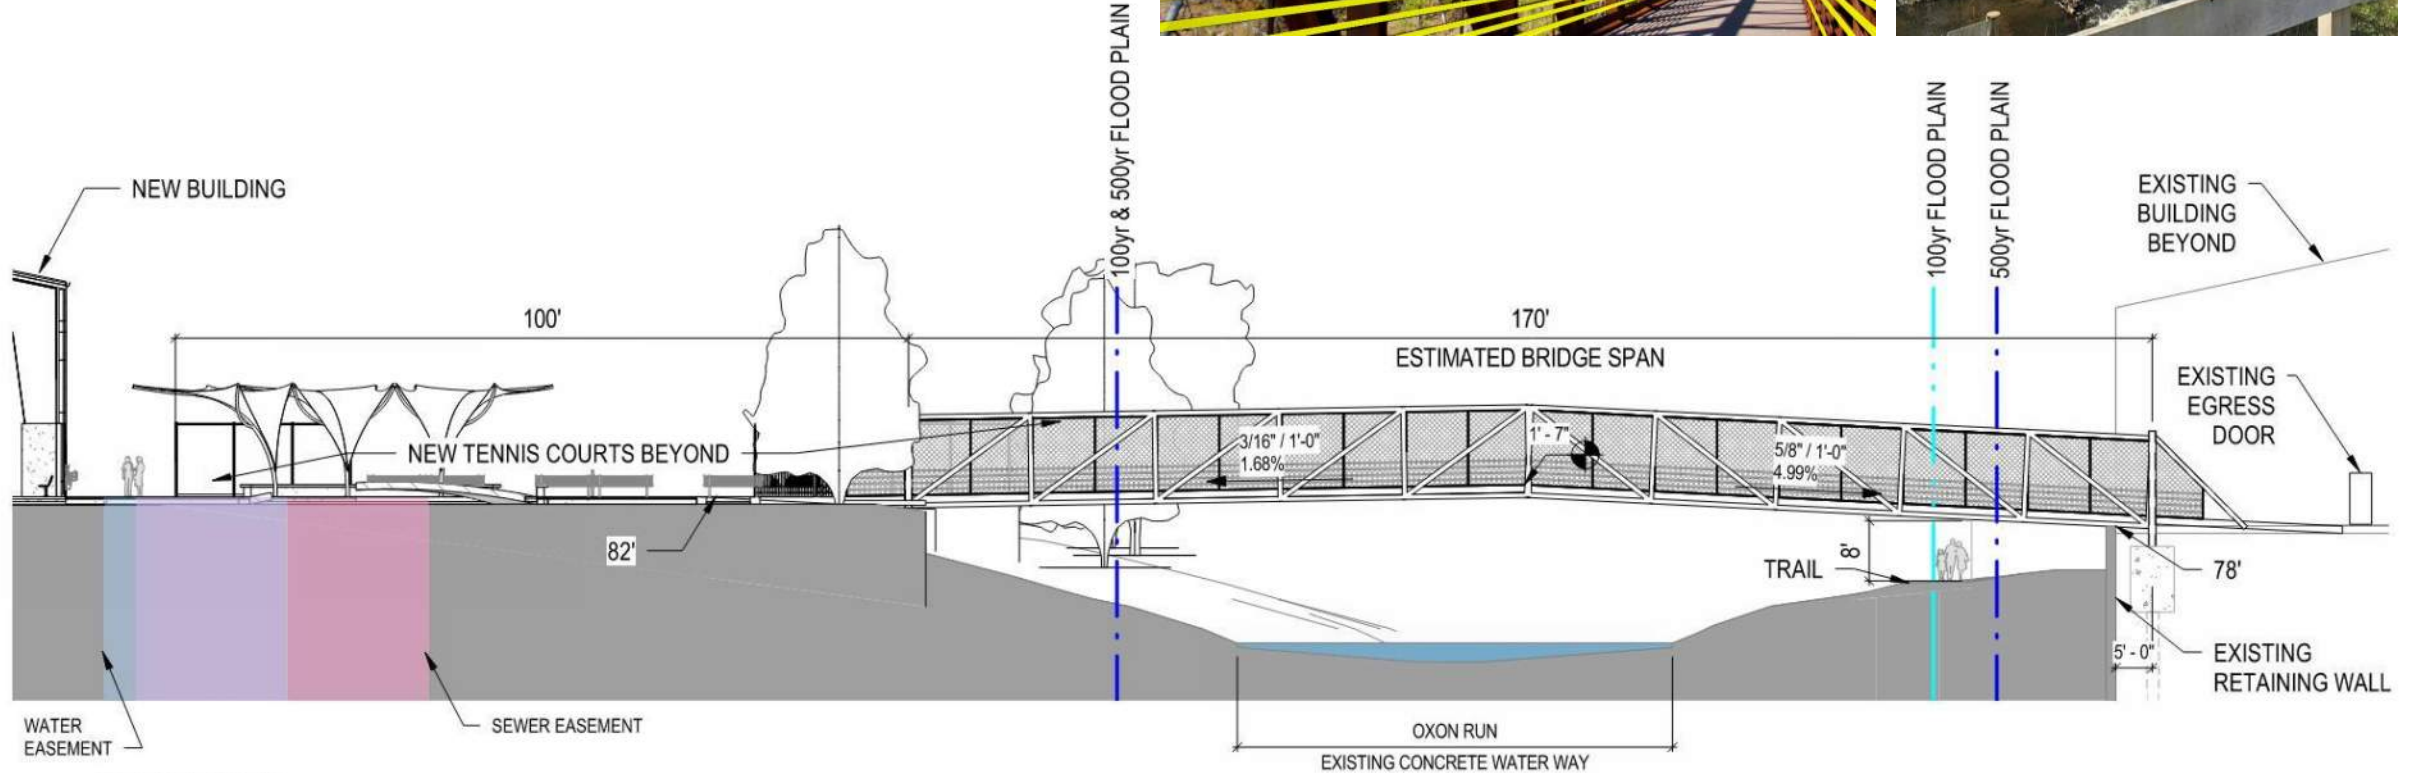 100yr & 500yr FLOOD PLAIN
100yr FLOOD PLAIN
500yr FLOOD PLAIN
NEW BUILDING
EXISTING
BUILDING
BEYOND
100'
170'
ESTIMATED BRIDGE SPAN
EXISTING
EGRESS
DOOR
NEW TENNIS COURTS BEYOND
3/16" / 1'-0"
1.68%
1' - 7"
5/8" / 1'-0"
4.99%
82'
8'
TRAIL
78'
5' - 0"
EXISTING
RETAINING WALL
WATER
EASEMENT
SEWER EASEMENT
OXON RUN
EXISTING CONCRETE WATER WAY